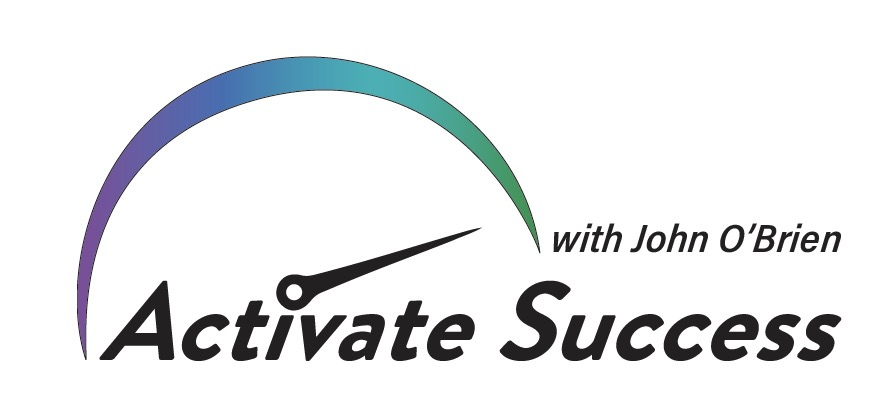 with John O’Brien
Activate Success